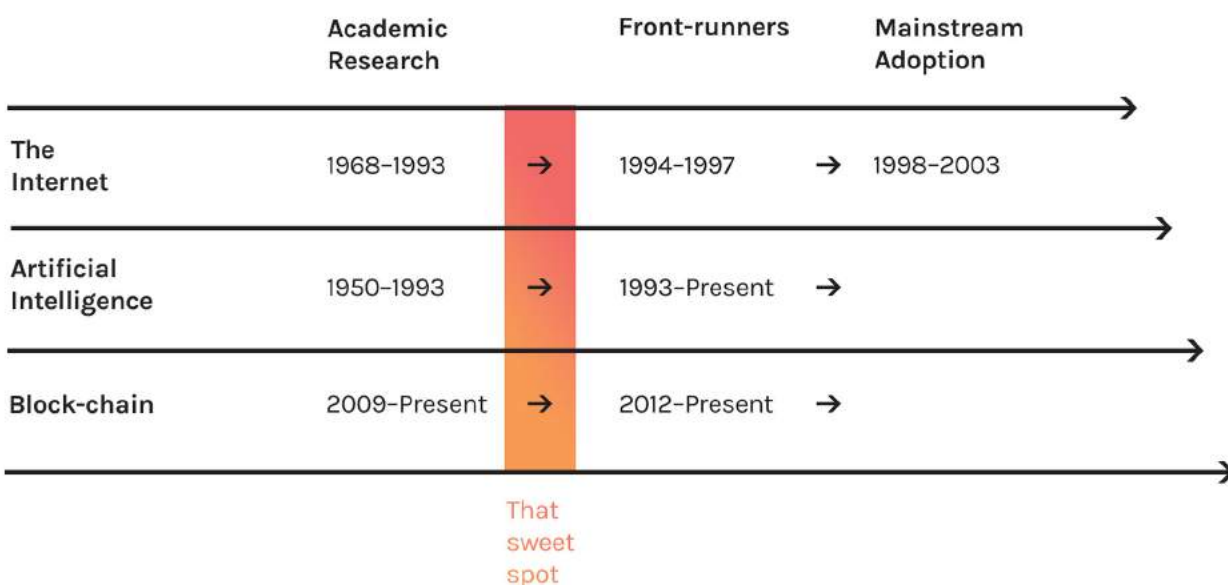 Academic
Research
Front-runners
Mainstream
Adoption
The
Internet
1968–1993 → 1994–1997 → 1998–2003
Artificial
Intelligence
1950–1993 → 1993–Present →
Block-chain 2009–Present → 2012–Present →
That
sweet
spot